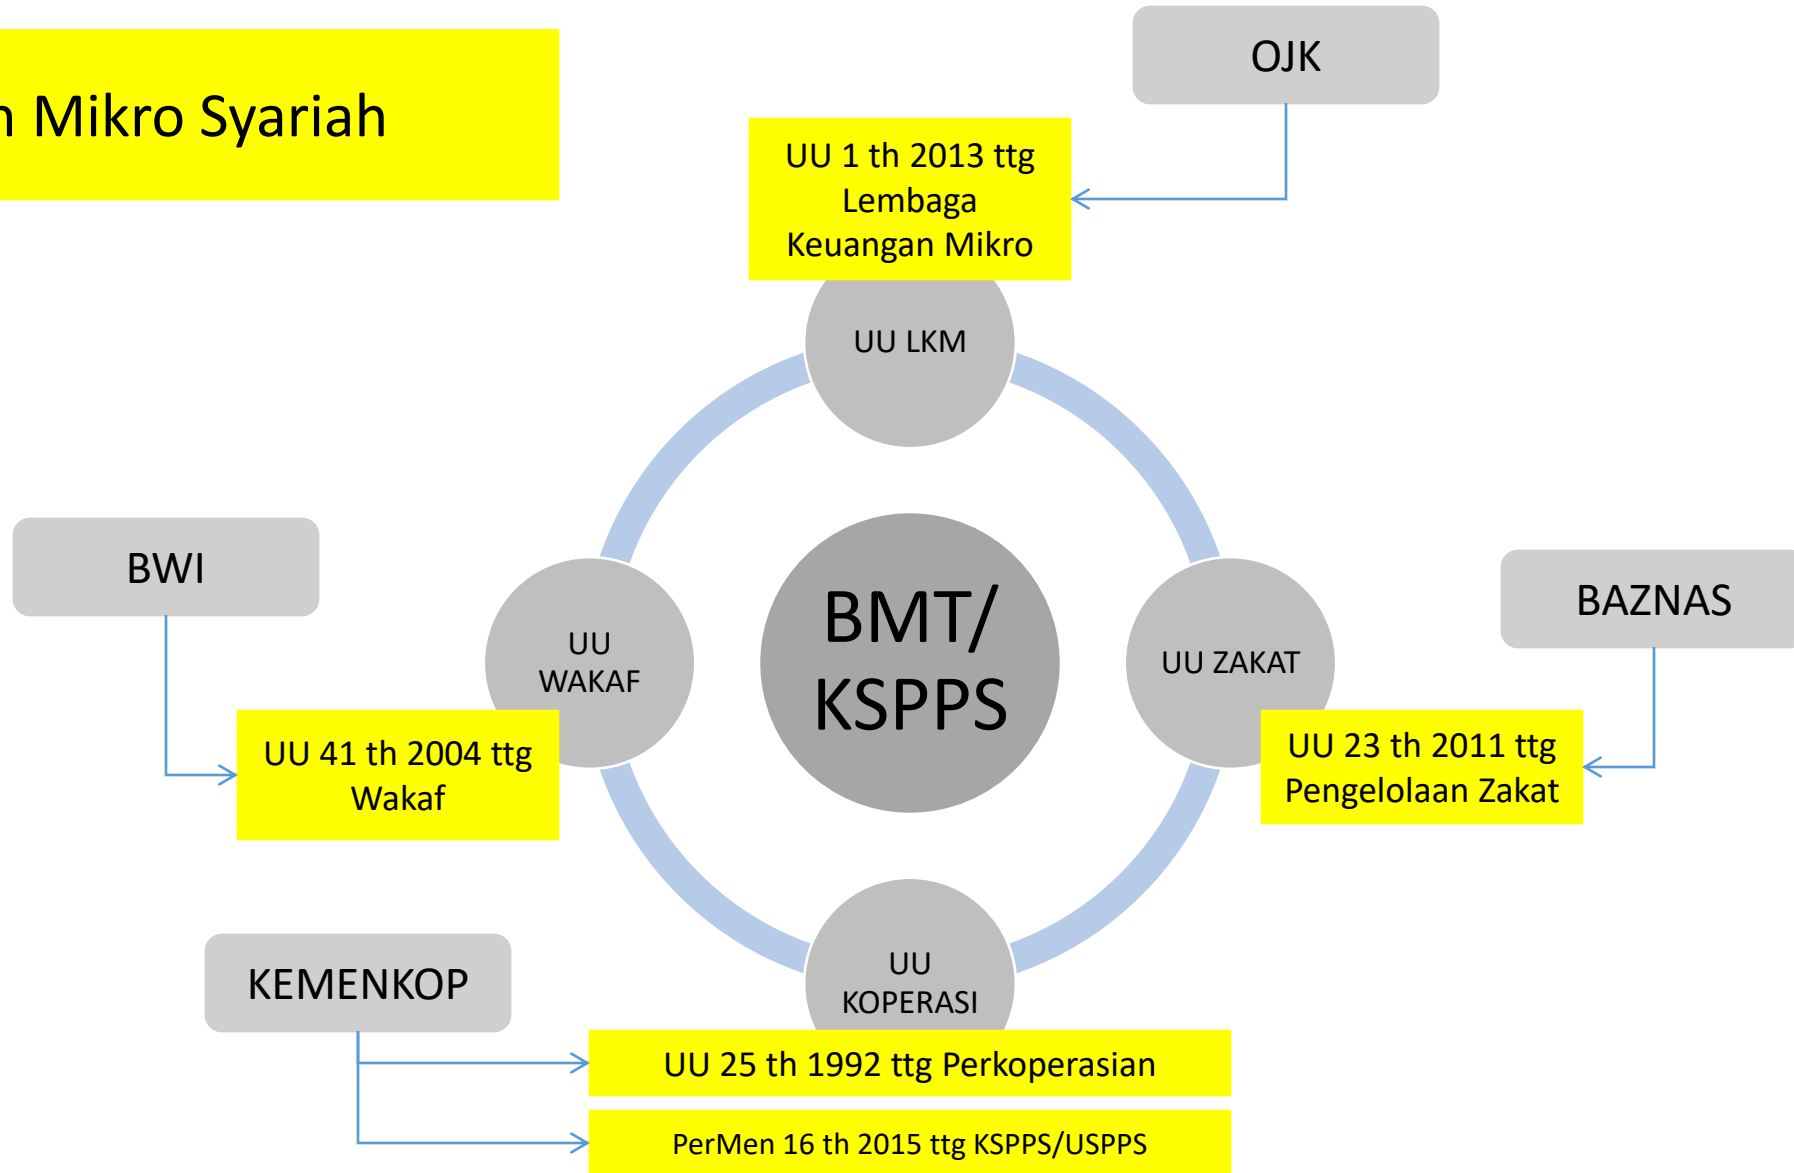 Mikro Syariah
OJK
UU 1 th 2013 ttg
Lembaga
Keuangan Mikro
UU LKM
BWI
UU
WAKAF
UU 41 th 2004 ttg
Wakaf
BMT/
KSPPS
UU ZAKAT
BAZNAS
UU 23 th 2011 ttg
Pengelolaan Zakat
KEMENKOP
UU
KOPERASI
UU 25 th 1992 ttg Perkoperasian
PerMen 16 th 2015 ttg KSPPS/USPPS